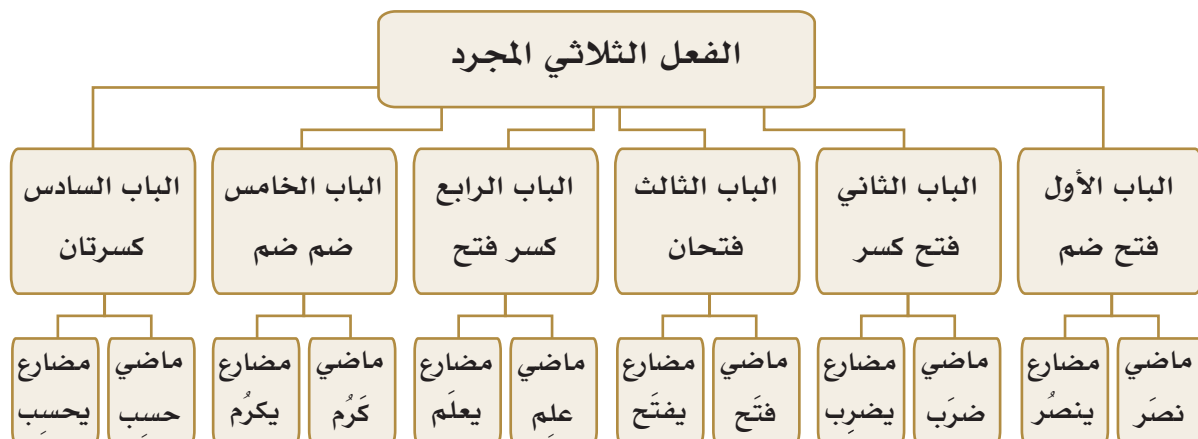 الفعل الثلاثي المجرد
الباب الأول
فتح ضم
الباب الثاني
فتح كسر
الباب الثالث
فتحان
الباب الرابع
كسر فتح
الباب الخامس
ضم ضم
الباب السادس
كسرتان
ماضي
نصَر
مضارع
ينصُر
ماضي
ضرَب
مضارع
يضرِب
ماضي
فتَح
مضارع
يفتَح
ماضي
علِم
مضارع
يعلَم
ماضي
كَرُم
مضارع
يكرُم
ماضي
حسِب
مضارع
يحسِب